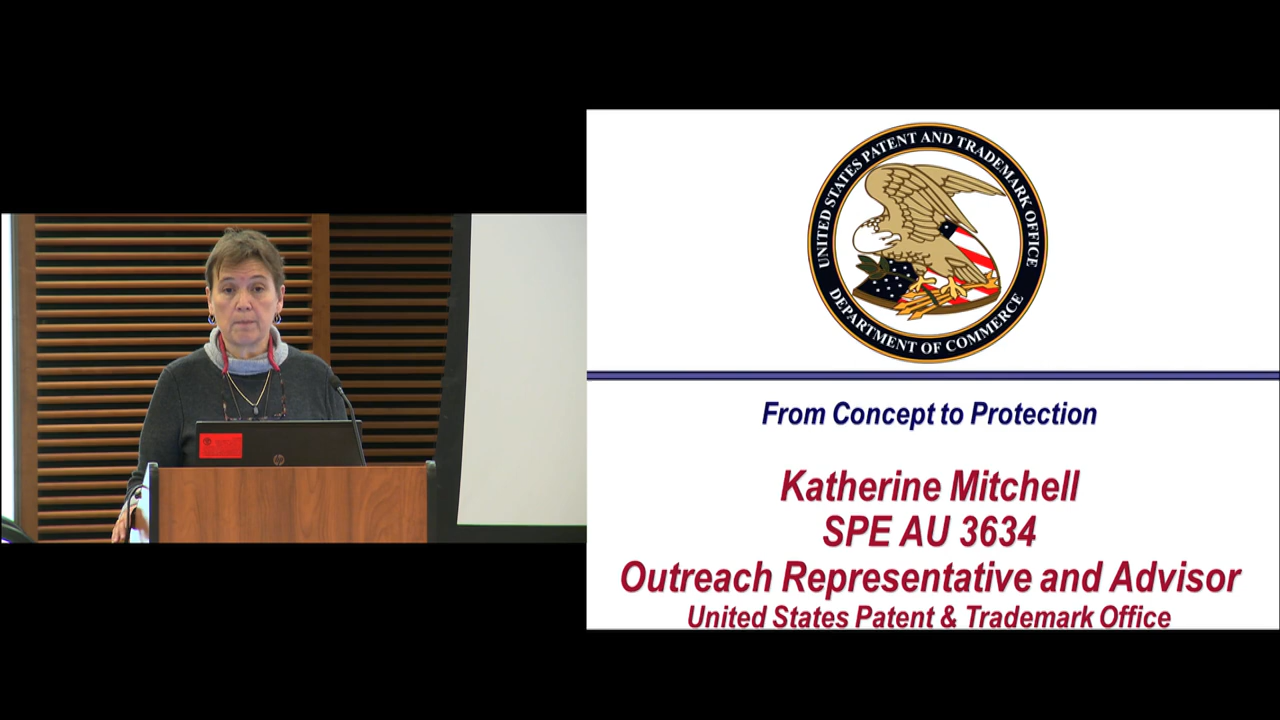 UNITED STATES PATENT AND TRADEMARK OFFICE
DEPARTMENT OF COMMERCE
From Concept to Protection
Katherine Mitchell
SPE AU 3634
Outreach Representative and Advisor
United States Patent & Trademark Office
hp